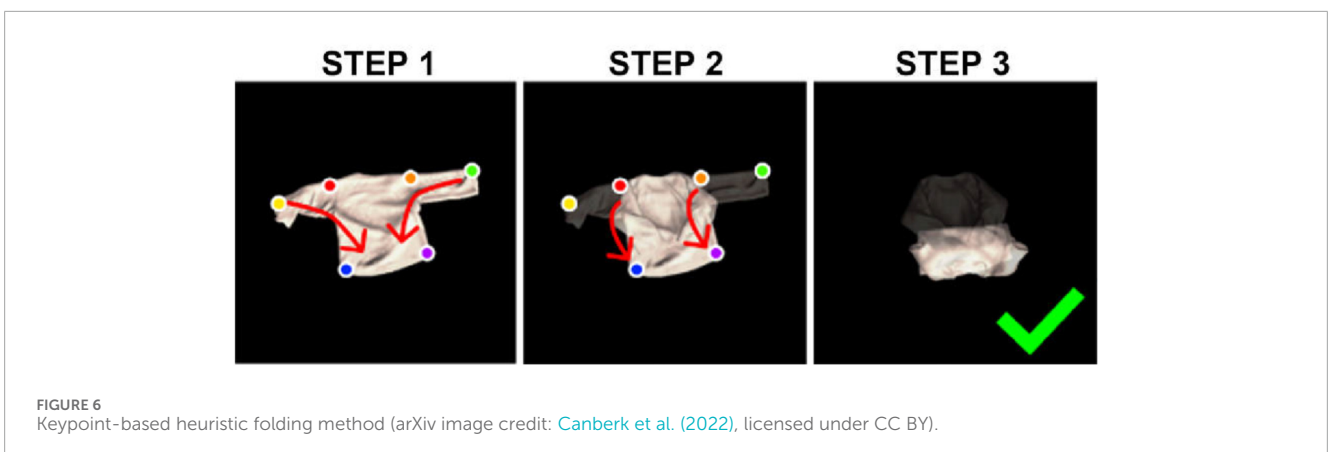 STEP 1 STEP 2 STEP 3
FIGURE 6
Keypoint-based heuristic folding method (arXiv image credit: Canberk et al. (2022), licensed under CC BY).